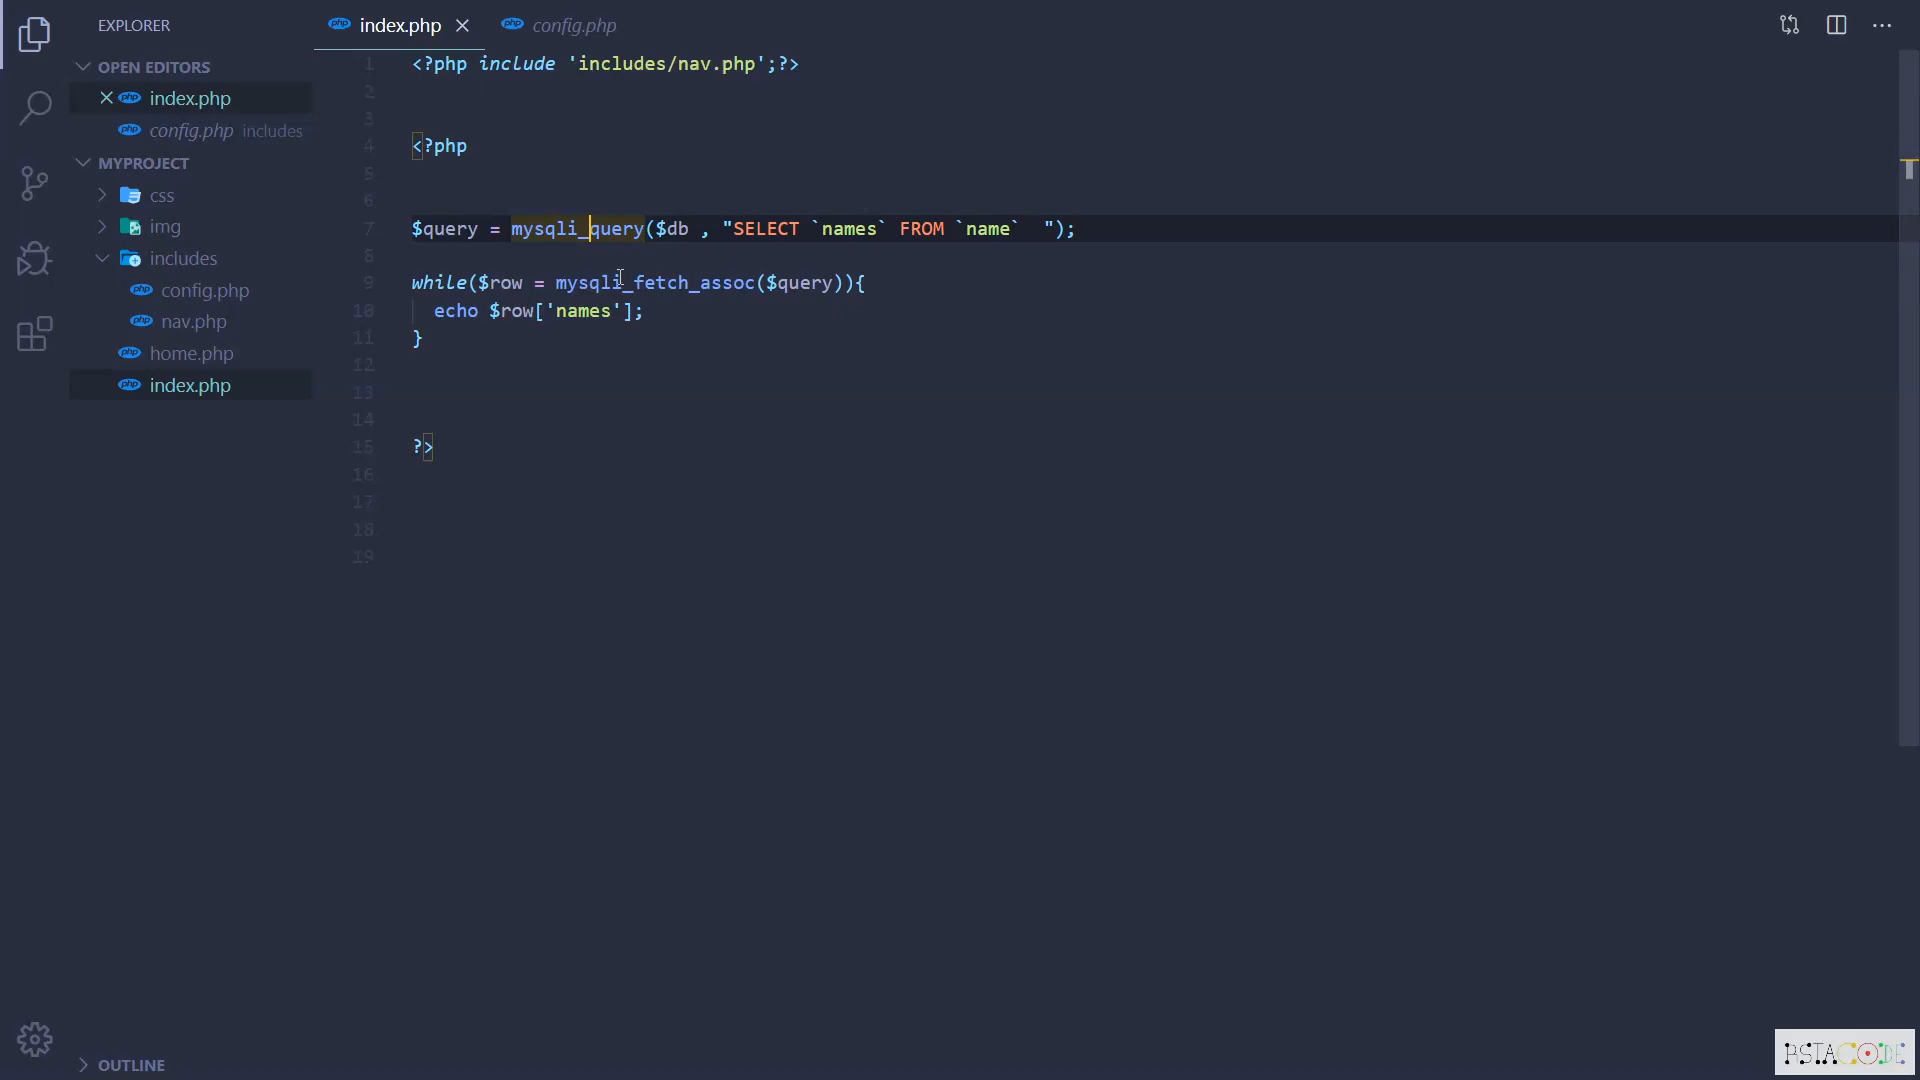 EXPLORER
OPEN EDITORS
index.php
config.php includes
MYPROJECT
css
img
includes
config.php
nav.php
home.php
index.php
OUTLINE
index.php
config.php
1 <?php include 'includes/nav.php';?>
2
3
4 <?php
5
6
7 $query = mysqli_query($db , "SELECT `names` FROM `name`  ");
8
9 while($row = mysqli_fetch_assoc($query)){
10   echo $row['names'];
11 }
12
13
14
15 ?>
16
17
18
19
RSTACODE